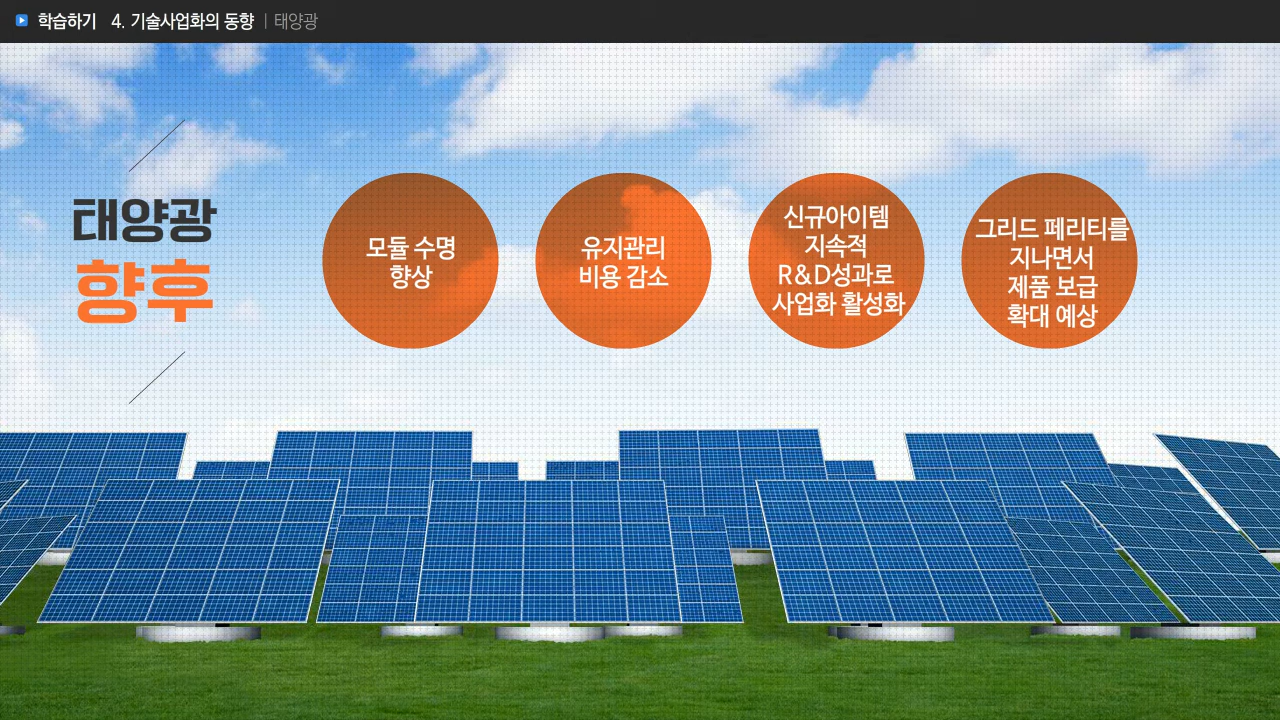 학습하기 4. 기술사업화의 동향 | 태양광
태양광
향후
모듈 수명
향상
유지관리
비용 감소
신규아이템
지속적
R&D성과로
사업화 활성화
그리드 페리티를
지나면서
제품 보급
확대 예상